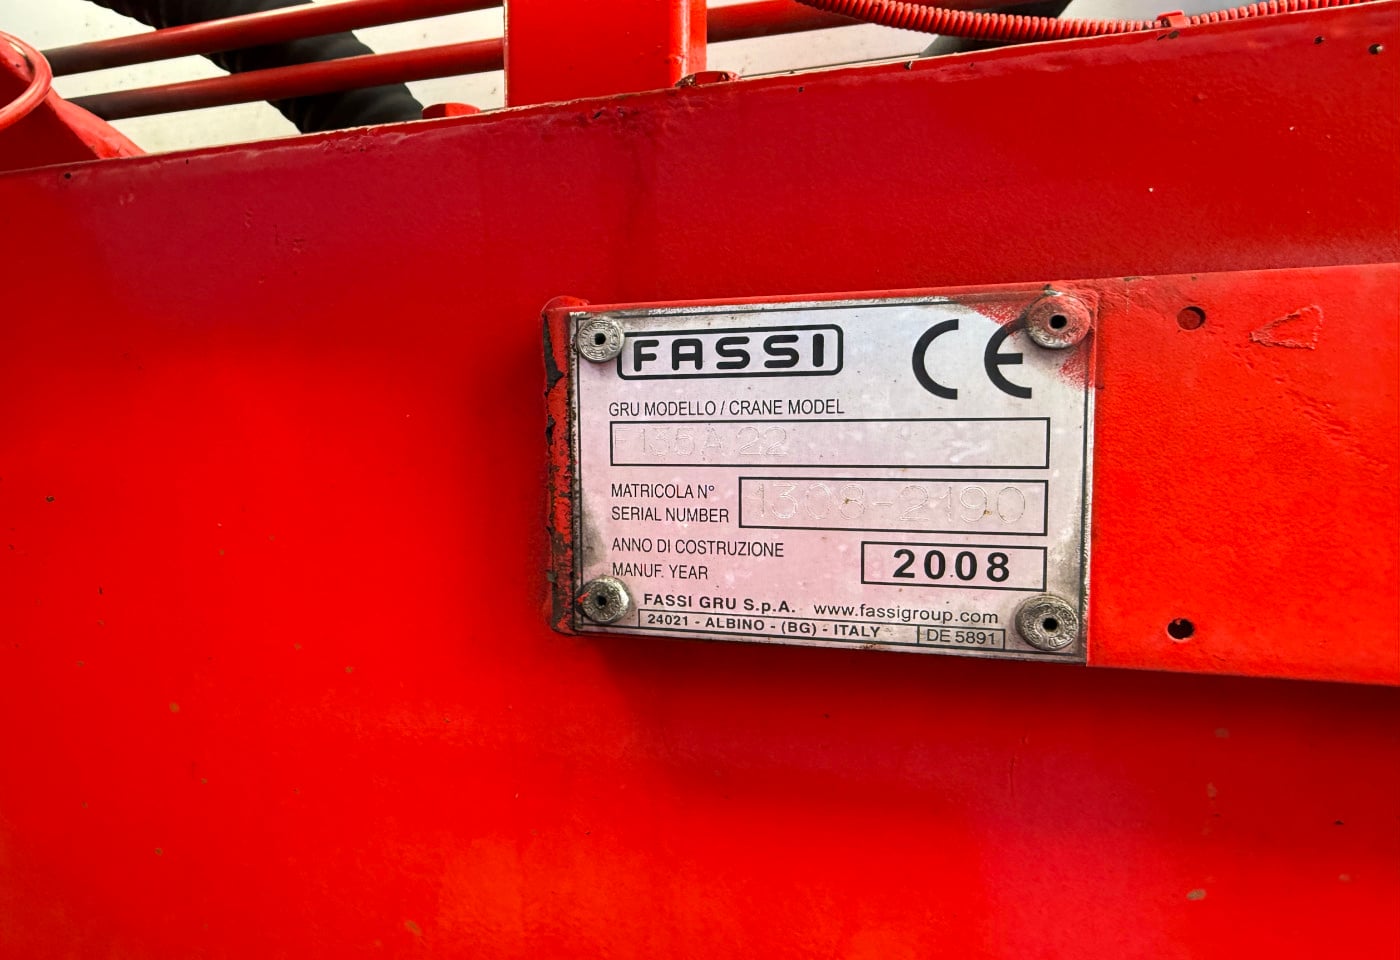 FASSI CE
GRU MODELLO / CRANE MODEL
F135A.22
MATRICOLA N°
SERIAL NUMBER
1308-2190
ANNO DI COSTRUZIONE
MANUF. YEAR
2008
FASSI GRU S.p.A. www.fassigroup.com
24021 - ALBINO - (BG) - ITALY DE 5891